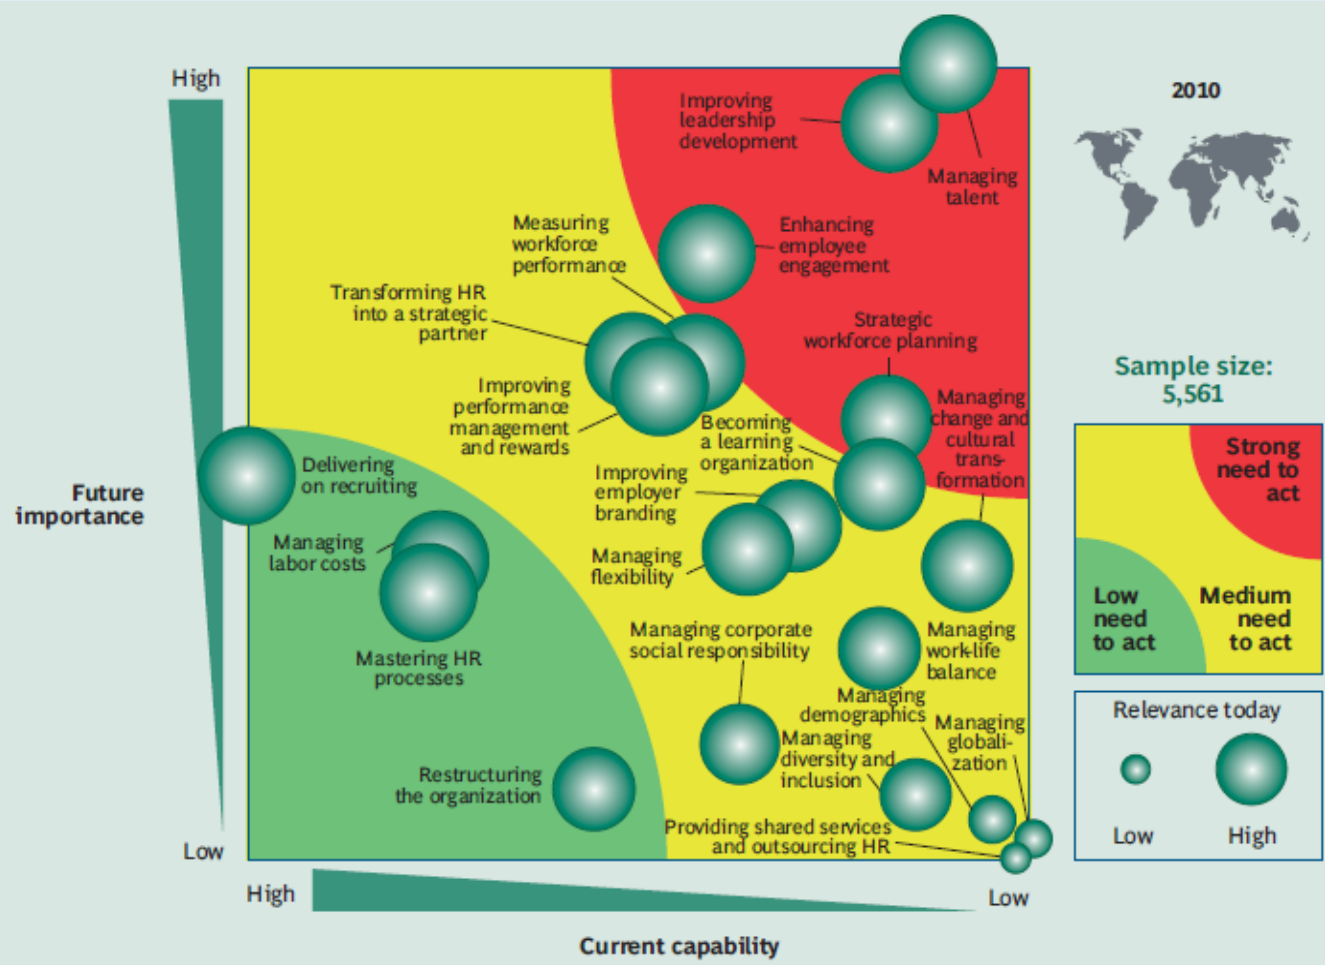 High
Future
importance
Low
Improving
leadership
development
Managing
talent
Measuring
workforce
performance
Enhancing
employee
engagement
Transforming HR
into a strategic
partner
Strategic
workforce planning
Improving
performance
management
and rewards
Managing
change and
cultural
trans-
formation
Becoming
a learning
organization
Delivering
on recruiting
Improving
employer
branding
Managing
labor costs
Managing
flexibility
Mastering HR
processes
Managing corporate
social responsibility
Managing
work-life
balance
Managing
demographics
Managing
globali-
zation
Managing
diversity and
inclusion
Restructuring
the organization
Providing shared services
and outsourcing HR
High
Low
Current capability
2010
Sample size:
5,561
Strong
need to
act
Low
need
to act
Medium
need
to act
Relevance today
Low
High